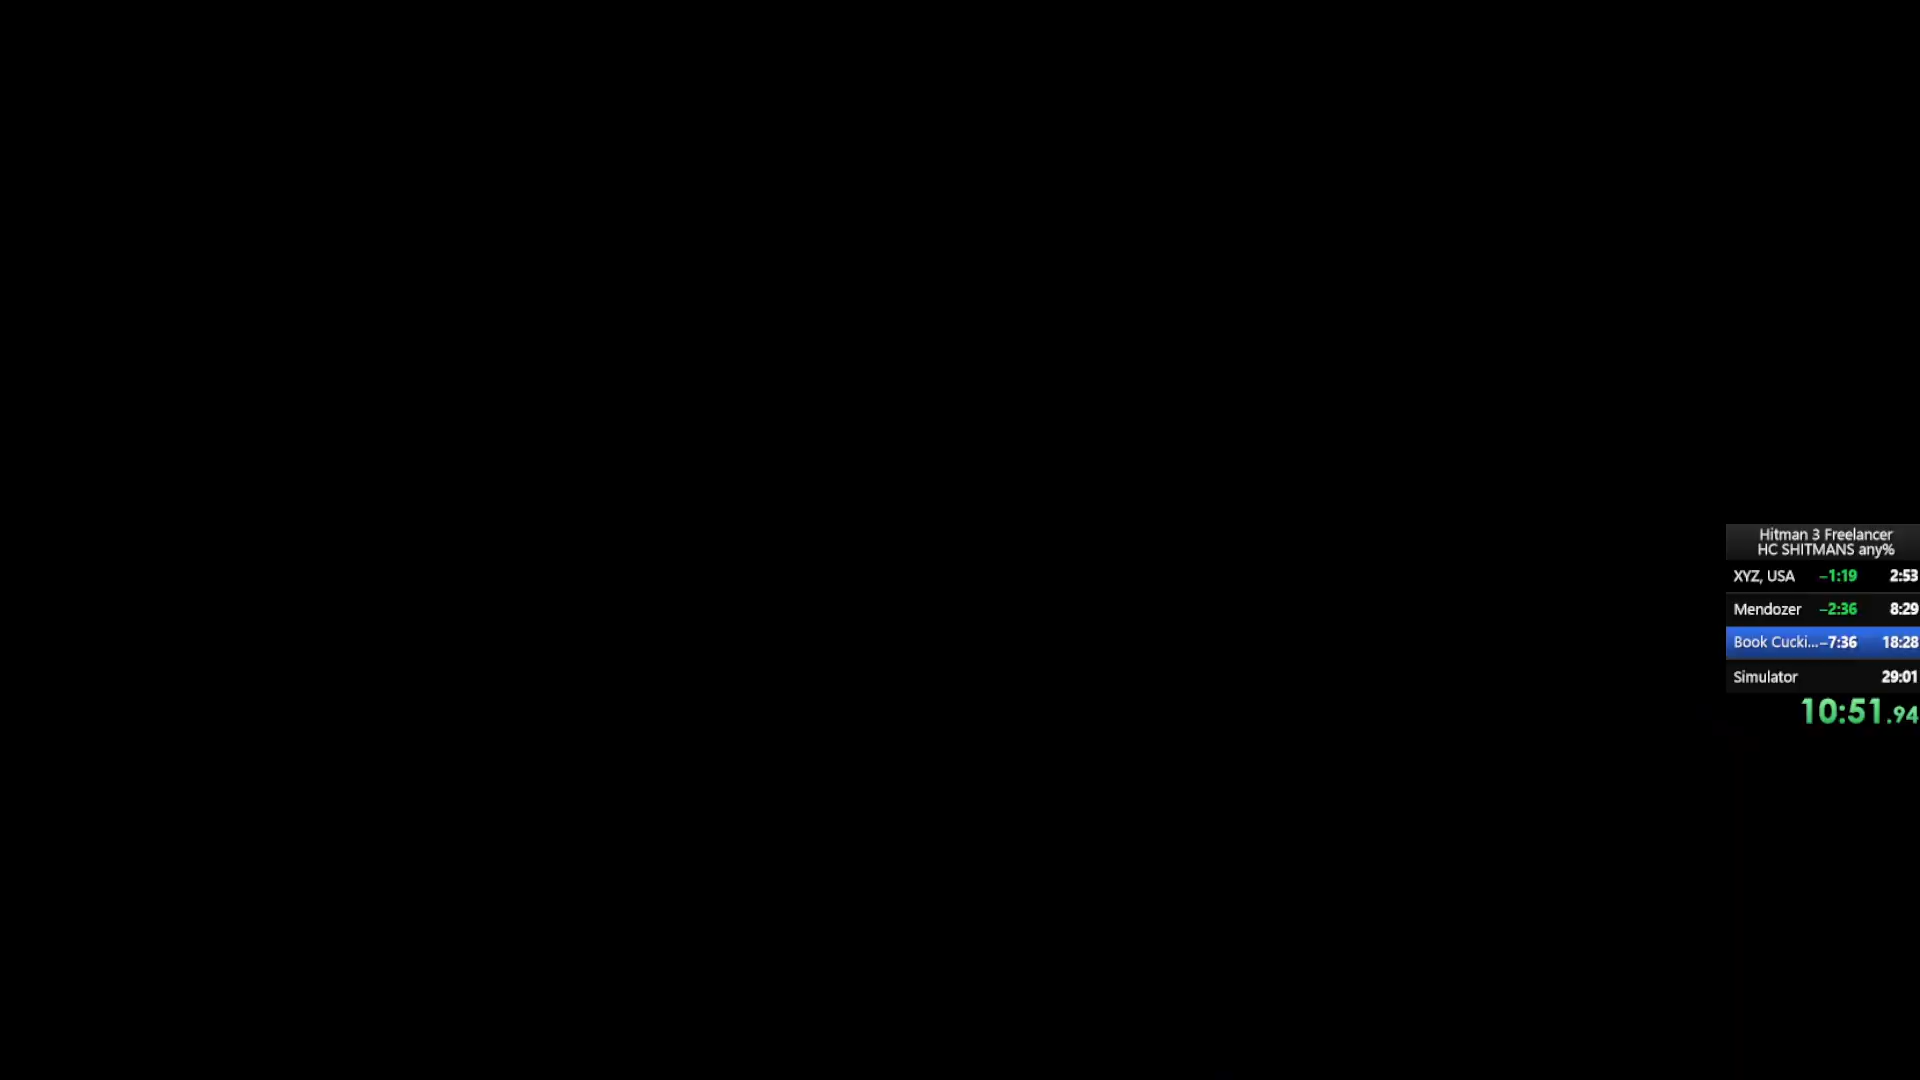 Hitman 3 Freelancer
HC SHITMANS any%
XYZ, USA −1:19 2:53
Mendozer −2:36 8:29
Book Cucki...−7:36 18:28
Simulator 29:01
10:51.94